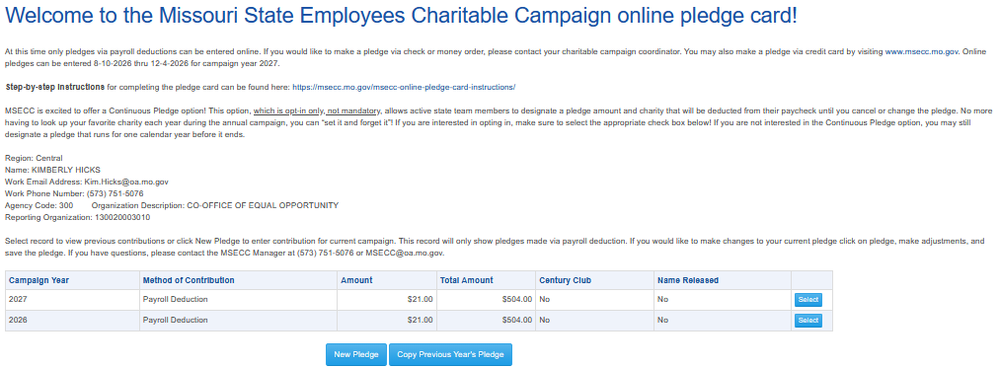 Welcome to the Missouri State Employees Charitable Campaign online pledge card!
At this time only pledges via payroll deductions can be entered online. If you would like to make a pledge via check or money order, please contact your charitable campaign coordinator. You may also make a pledge via credit card by visiting www.msecc.mo.gov. Online
pledges can be entered 8-10-2026 thru 12-4-2026 for campaign year 2027.
Step-by-step Instructions for completing the pledge card can be found here: https://msecc.mo.gov/msecc-online-pledge-card-instructions/
MSECC is excited to offer a Continuous Pledge option! This option, which is opt-in only, not mandatory, allows active state team members to designate a pledge amount and charity that will be deducted from their paycheck until you cancel or change the pledge. No more
having to look up your favorite charity each year during the annual campaign, you can "set it and forget it"! If you are interested in opting in, make sure to select the appropriate check box below! If you are not interested in the Continuous Pledge option, you may still
designate a pledge that runs for one calendar year before it ends.
Region: Central
Name: KIMBERLY HICKS
Work Email Address: Kim.Hicks@oa.mo.gov
Work Phone Number: (573) 751-5076
Agency Code: 300 Organization Description: CO-OFFICE OF EQUAL OPPORTUNITY
Reporting Organization: 130020003010
Select record to view previous contributions or click New Pledge to enter contribution for current campaign. This record will only show pledges made via payroll deduction. If you would like to make changes to your current pledge click on pledge, make adjustments, and
save the pledge. If you have questions, please contact the MSECC Manager at (573) 751-5076 or MSECC@oa.mo.gov.
Campaign Year Method of Contribution Amount Total Amount Century Club Name Released
2027 Payroll Deduction $21.00 $504.00 No No Select
2026 Payroll Deduction $21.00 $504.00 No No Select
New Pledge Copy Previous Year's Pledge